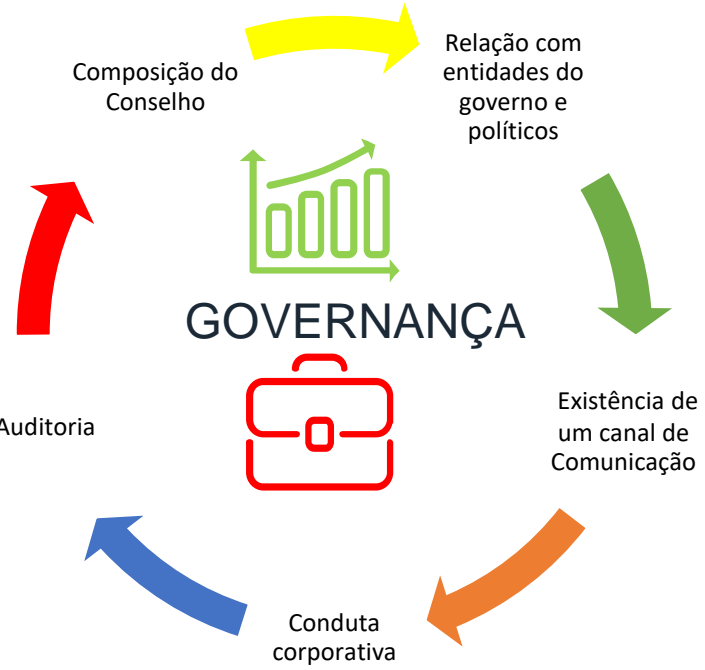 Composição do
Conselho
Relação com
entidades do
governo e
políticos
GOVERNANÇA
Existência de
um canal de
Comunicação
Conduta
corporativa
Auditoria